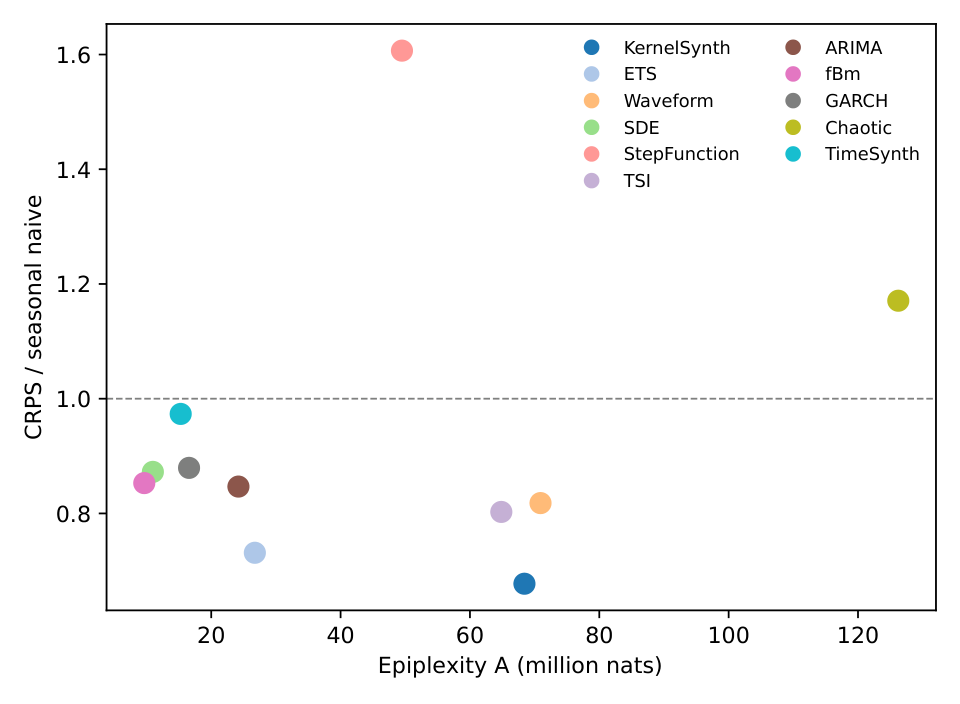 1.6
1.4
1.2
1.0
0.8
CRPS / seasonal naive
KernelSynth
ETS
Waveform
SDE
StepFunction
TSI
ARIMA
fBm
GARCH
Chaotic
TimeSynth
20 40 60 80 100 120
Epiplexity A (million nats)